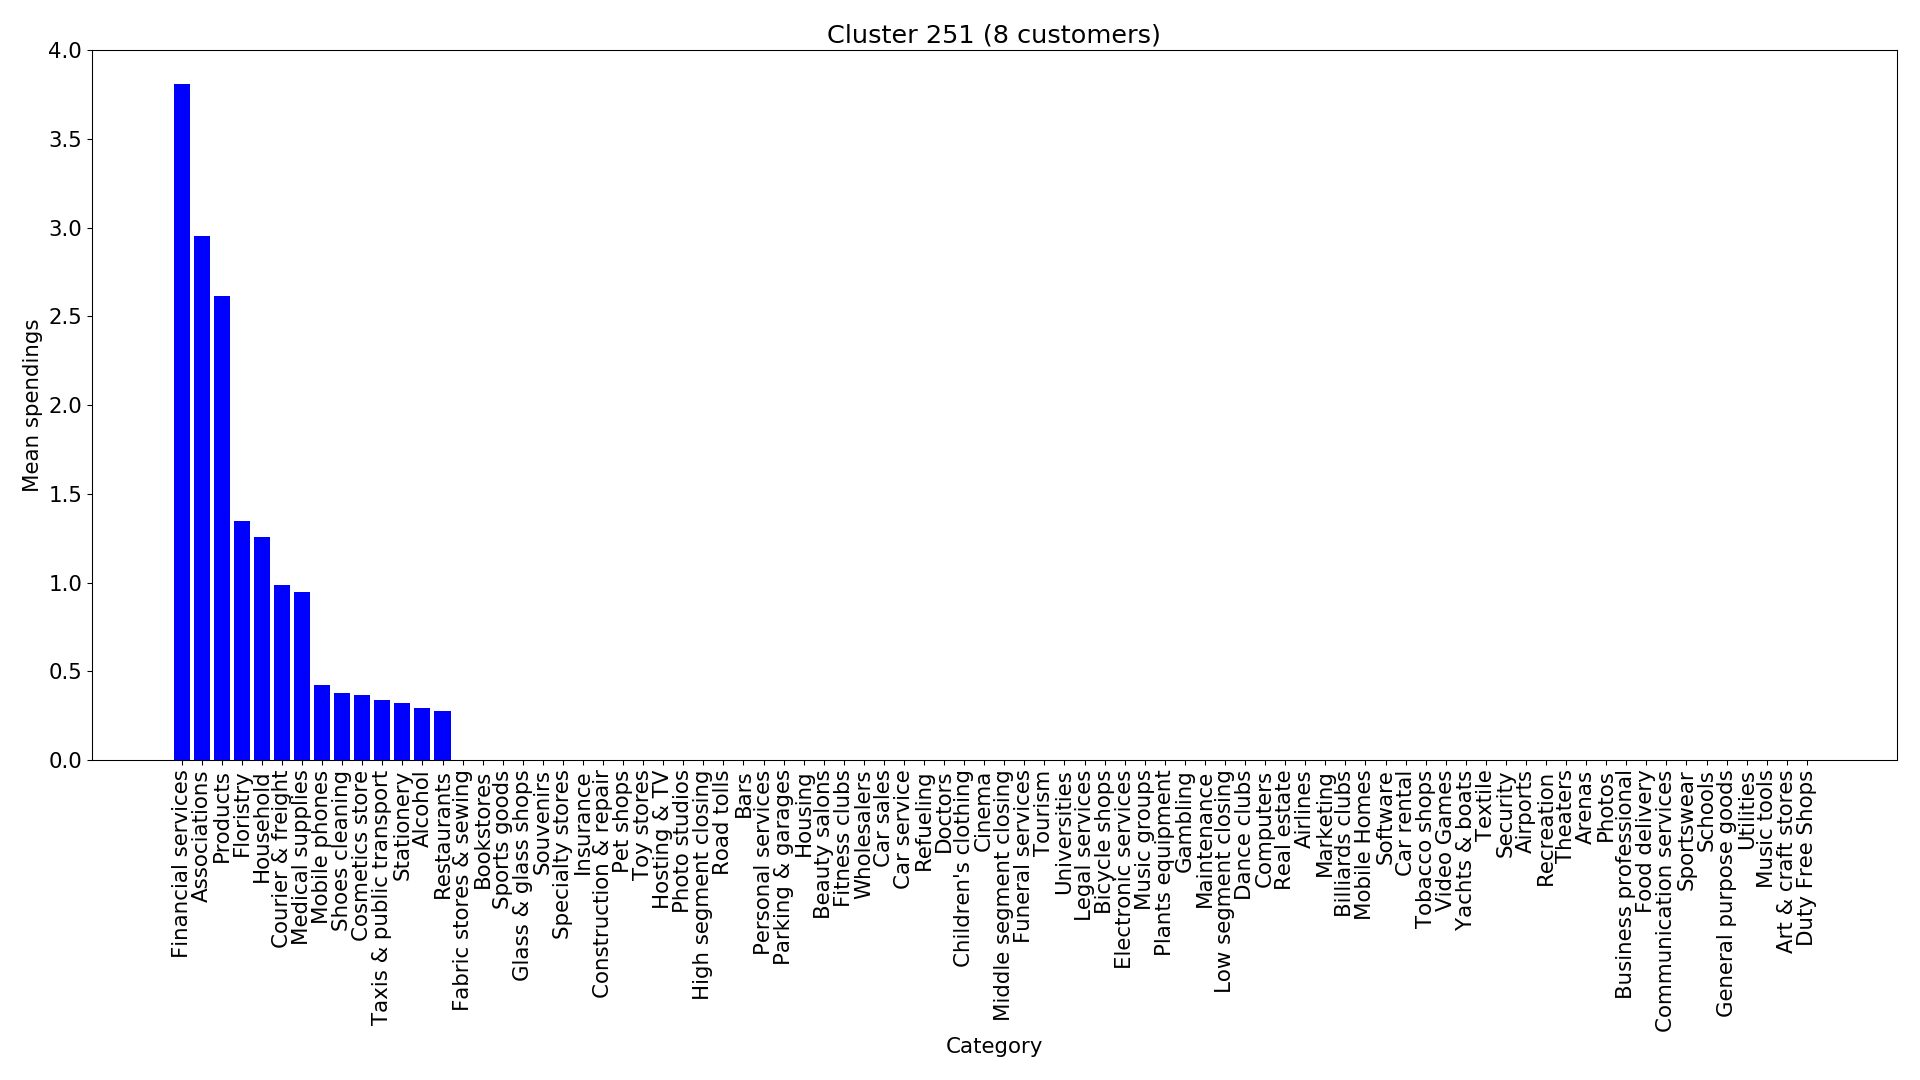 Cluster 251 (8 customers)
4.0
3.5
3.0
2.5
2.0
1.5
1.0
0.5
0.0
Mean spendings
Financial services
Associations
Products
Floristry
Household
Courier & freight
Medical supplies
Mobile phones
Shoes cleaning
Cosmetics store
Taxis & public transport
Stationery
Alcohol
Restaurants
Fabric stores & sewing
Bookstores
Sports goods
Glass & glass shops
Souvenirs
Specialty stores
Insurance
Construction & repair
Pet shops
Toy stores
Hosting & TV
Photo studios
High segment closing
Road tolls
Bars
Personal services
Parking & garages
Housing
Beauty salons
Fitness clubs
Wholesalers
Car sales
Car service
Refueling
Doctors
Children's clothing
Cinema
Middle segment closing
Funeral services
Tourism
Universities
Legal services
Bicycle shops
Electronic services
Music groups
Plants equipment
Gambling
Maintenance
Low segment closing
Dance clubs
Computers
Real estate
Airlines
Marketing
Billiards clubs
Mobile Homes
Software
Car rental
Tobacco shops
Video Games
Yachts & boats
Textile
Security
Airports
Recreation
Theaters
Arenas
Photos
Business professional
Food delivery
Communication services
Sportswear
Schools
General purpose goods
Utilities
Music tools
Art & craft stores
Duty Free Shops
Category